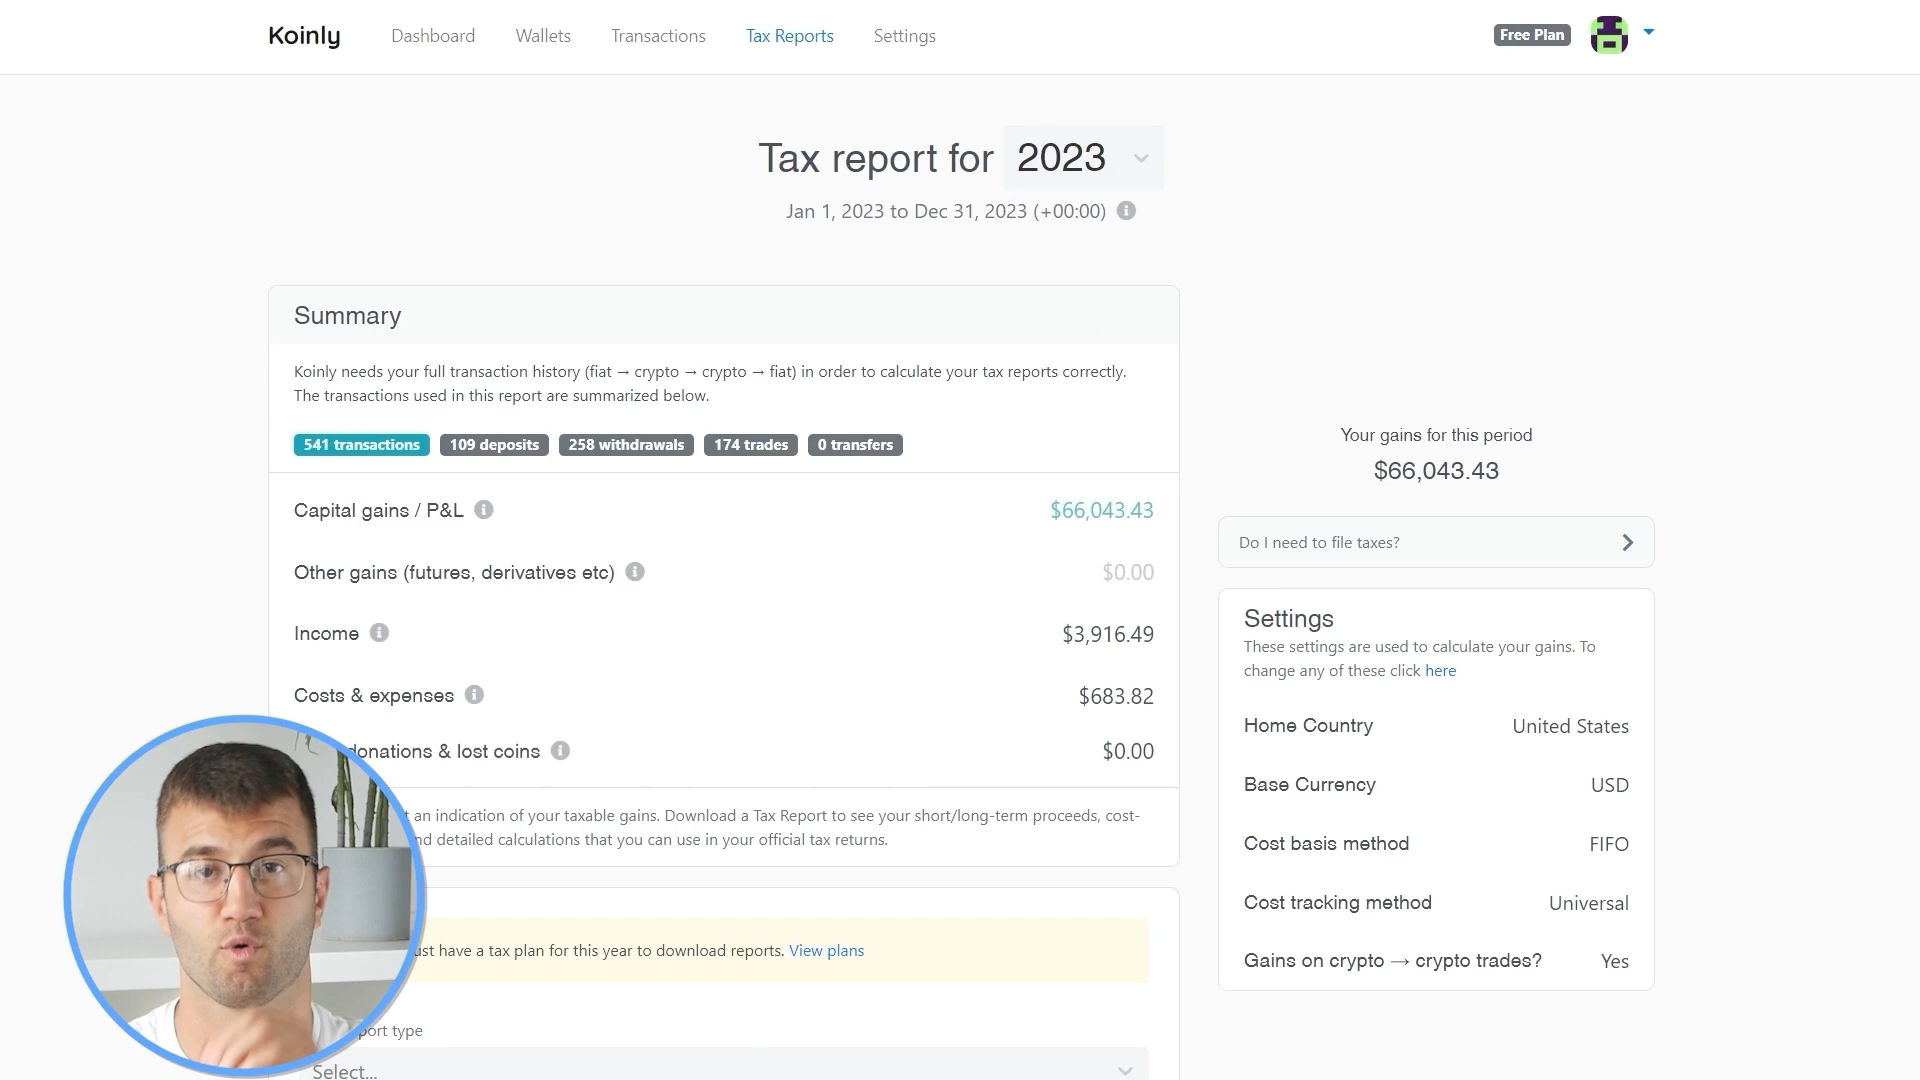 Koinly Dashboard Wallets Transactions Tax Reports Settings Free Plan
Tax report for 2023
Jan 1, 2023 to Dec 31, 2023 (+00:00)
Summary
Koinly needs your full transaction history (fiat → crypto → crypto → fiat) in order to calculate your tax reports correctly.
The transactions used in this report are summarized below.
541 transactions 109 deposits 258 withdrawals 174 trades 0 transfers
Capital gains / P&L $66,043.43
Other gains (futures, derivatives etc) $0.00
Income $3,916.49
Costs & expenses $683.82
donations & lost coins $0.00
an indication of your taxable gains. Download a Tax Report to see your short/long-term proceeds, cost-
detailed calculations that you can use in your official tax returns.
have a tax plan for this year to download reports. View plans
type
Select...
Your gains for this period
$66,043.43
Do I need to file taxes?
Settings
These settings are used to calculate your gains. To
change any of these click here
Home Country United States
Base Currency USD
Cost basis method FIFO
Cost tracking method Universal
Gains on crypto → crypto trades? Yes